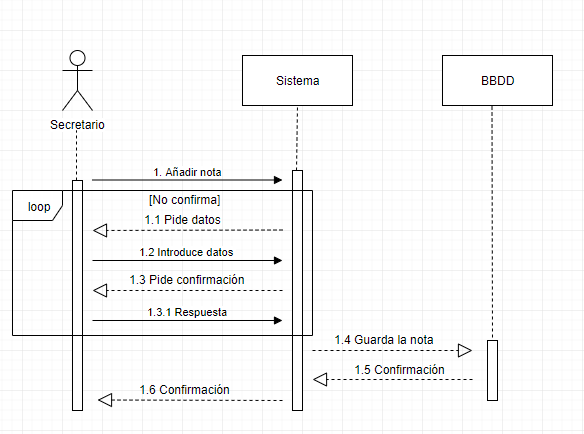 Sistema
BBDD
Secretario
1. Añadir nota
[No confirma]
loop
1.1 Pide datos
1.2 Introduce datos
1.3 Pide confirmación
1.3.1 Respuesta
1.4 Guarda la nota
1.5 Confirmación
1.6 Confirmación